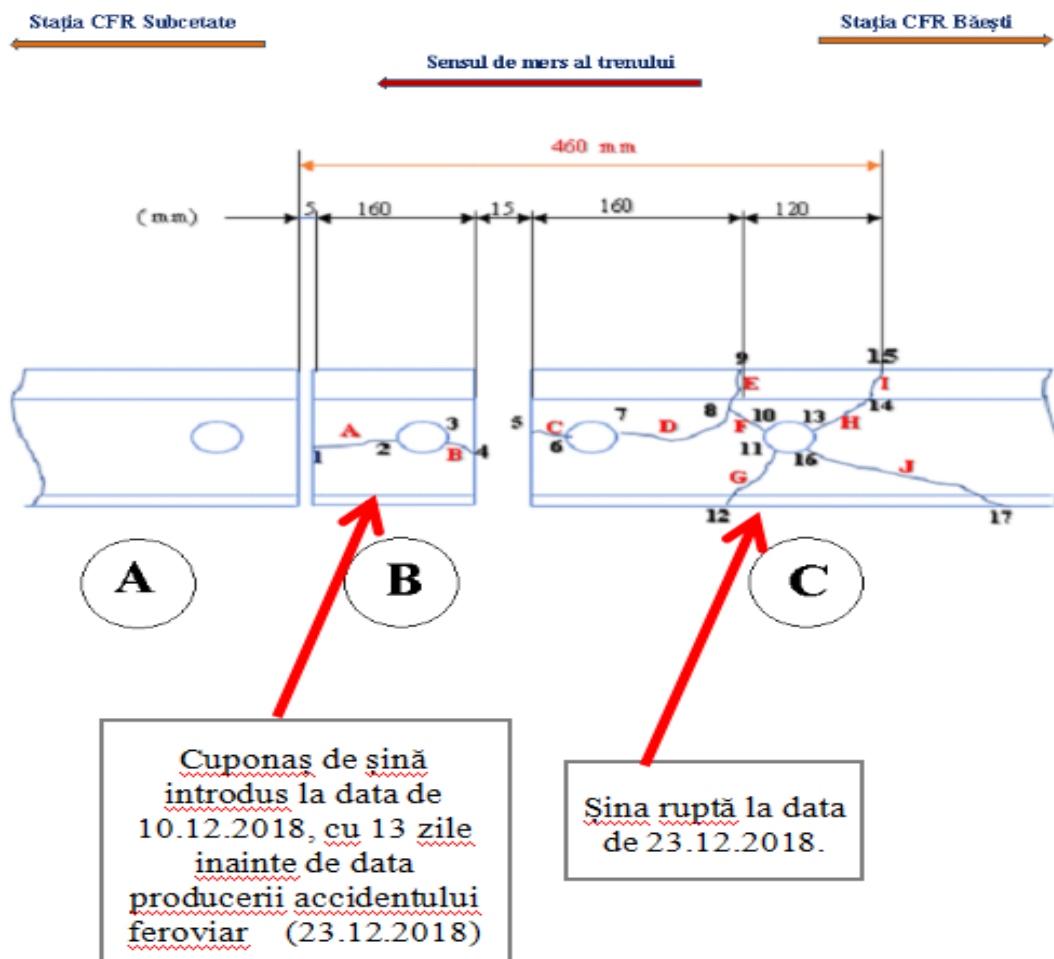 Stația CFR Subcetate
Stația CFR Băești
Sensul de mers al trenului
460 mm
(mm)
5 160 15 160 120
9 15
E I
5 C 7 8 10 13 14
A 3 D F H
1 2 B 4 6 11 16
G J
12 17
A B C
Cuponaș de șină
introdus la data de
10.12.2018, cu 13 zile
inainte de data
producerii accidentului
feroviar (23.12.2018)
Șina ruptă la data
de 23.12.2018.